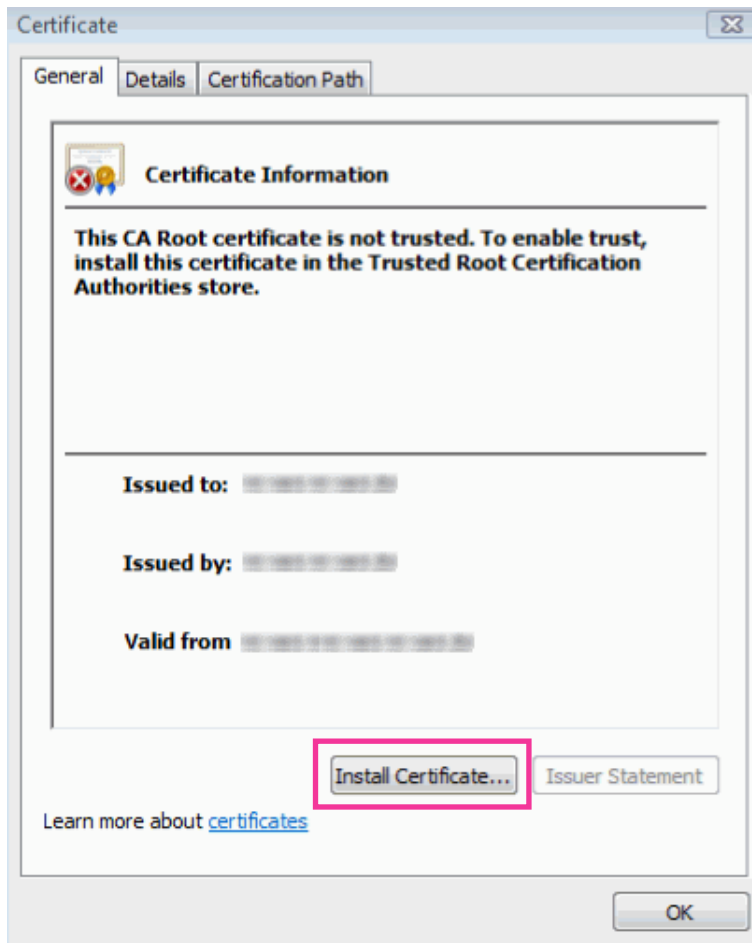 Certificate
General Details Certification Path
Certificate Information
This CA Root certificate is not trusted. To enable trust,
install this certificate in the Trusted Root Certification
Authorities store.
Issued to:
Issued by:
Valid from
Install Certificate... Issuer Statement
Learn more about certificates
OK